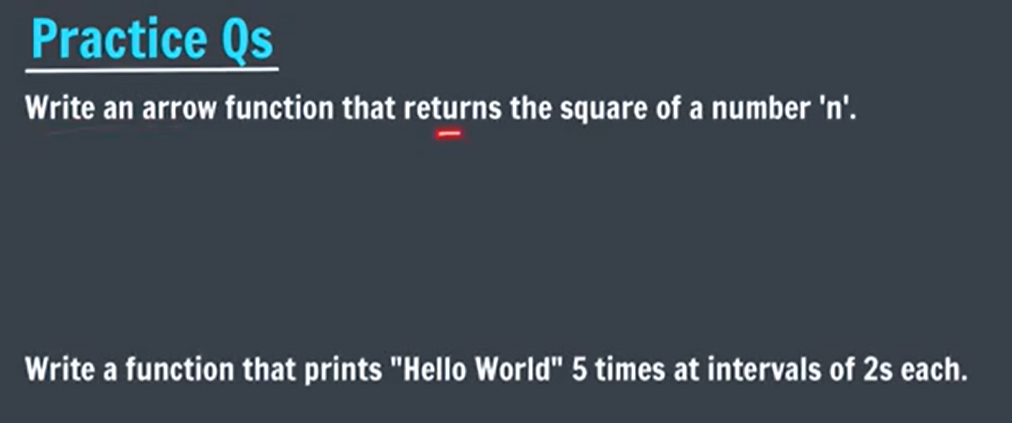 Practice Qs
Write an arrow function that returns the square of a number 'n'.
Write a function that prints "Hello World" 5 times at intervals of 2s each.